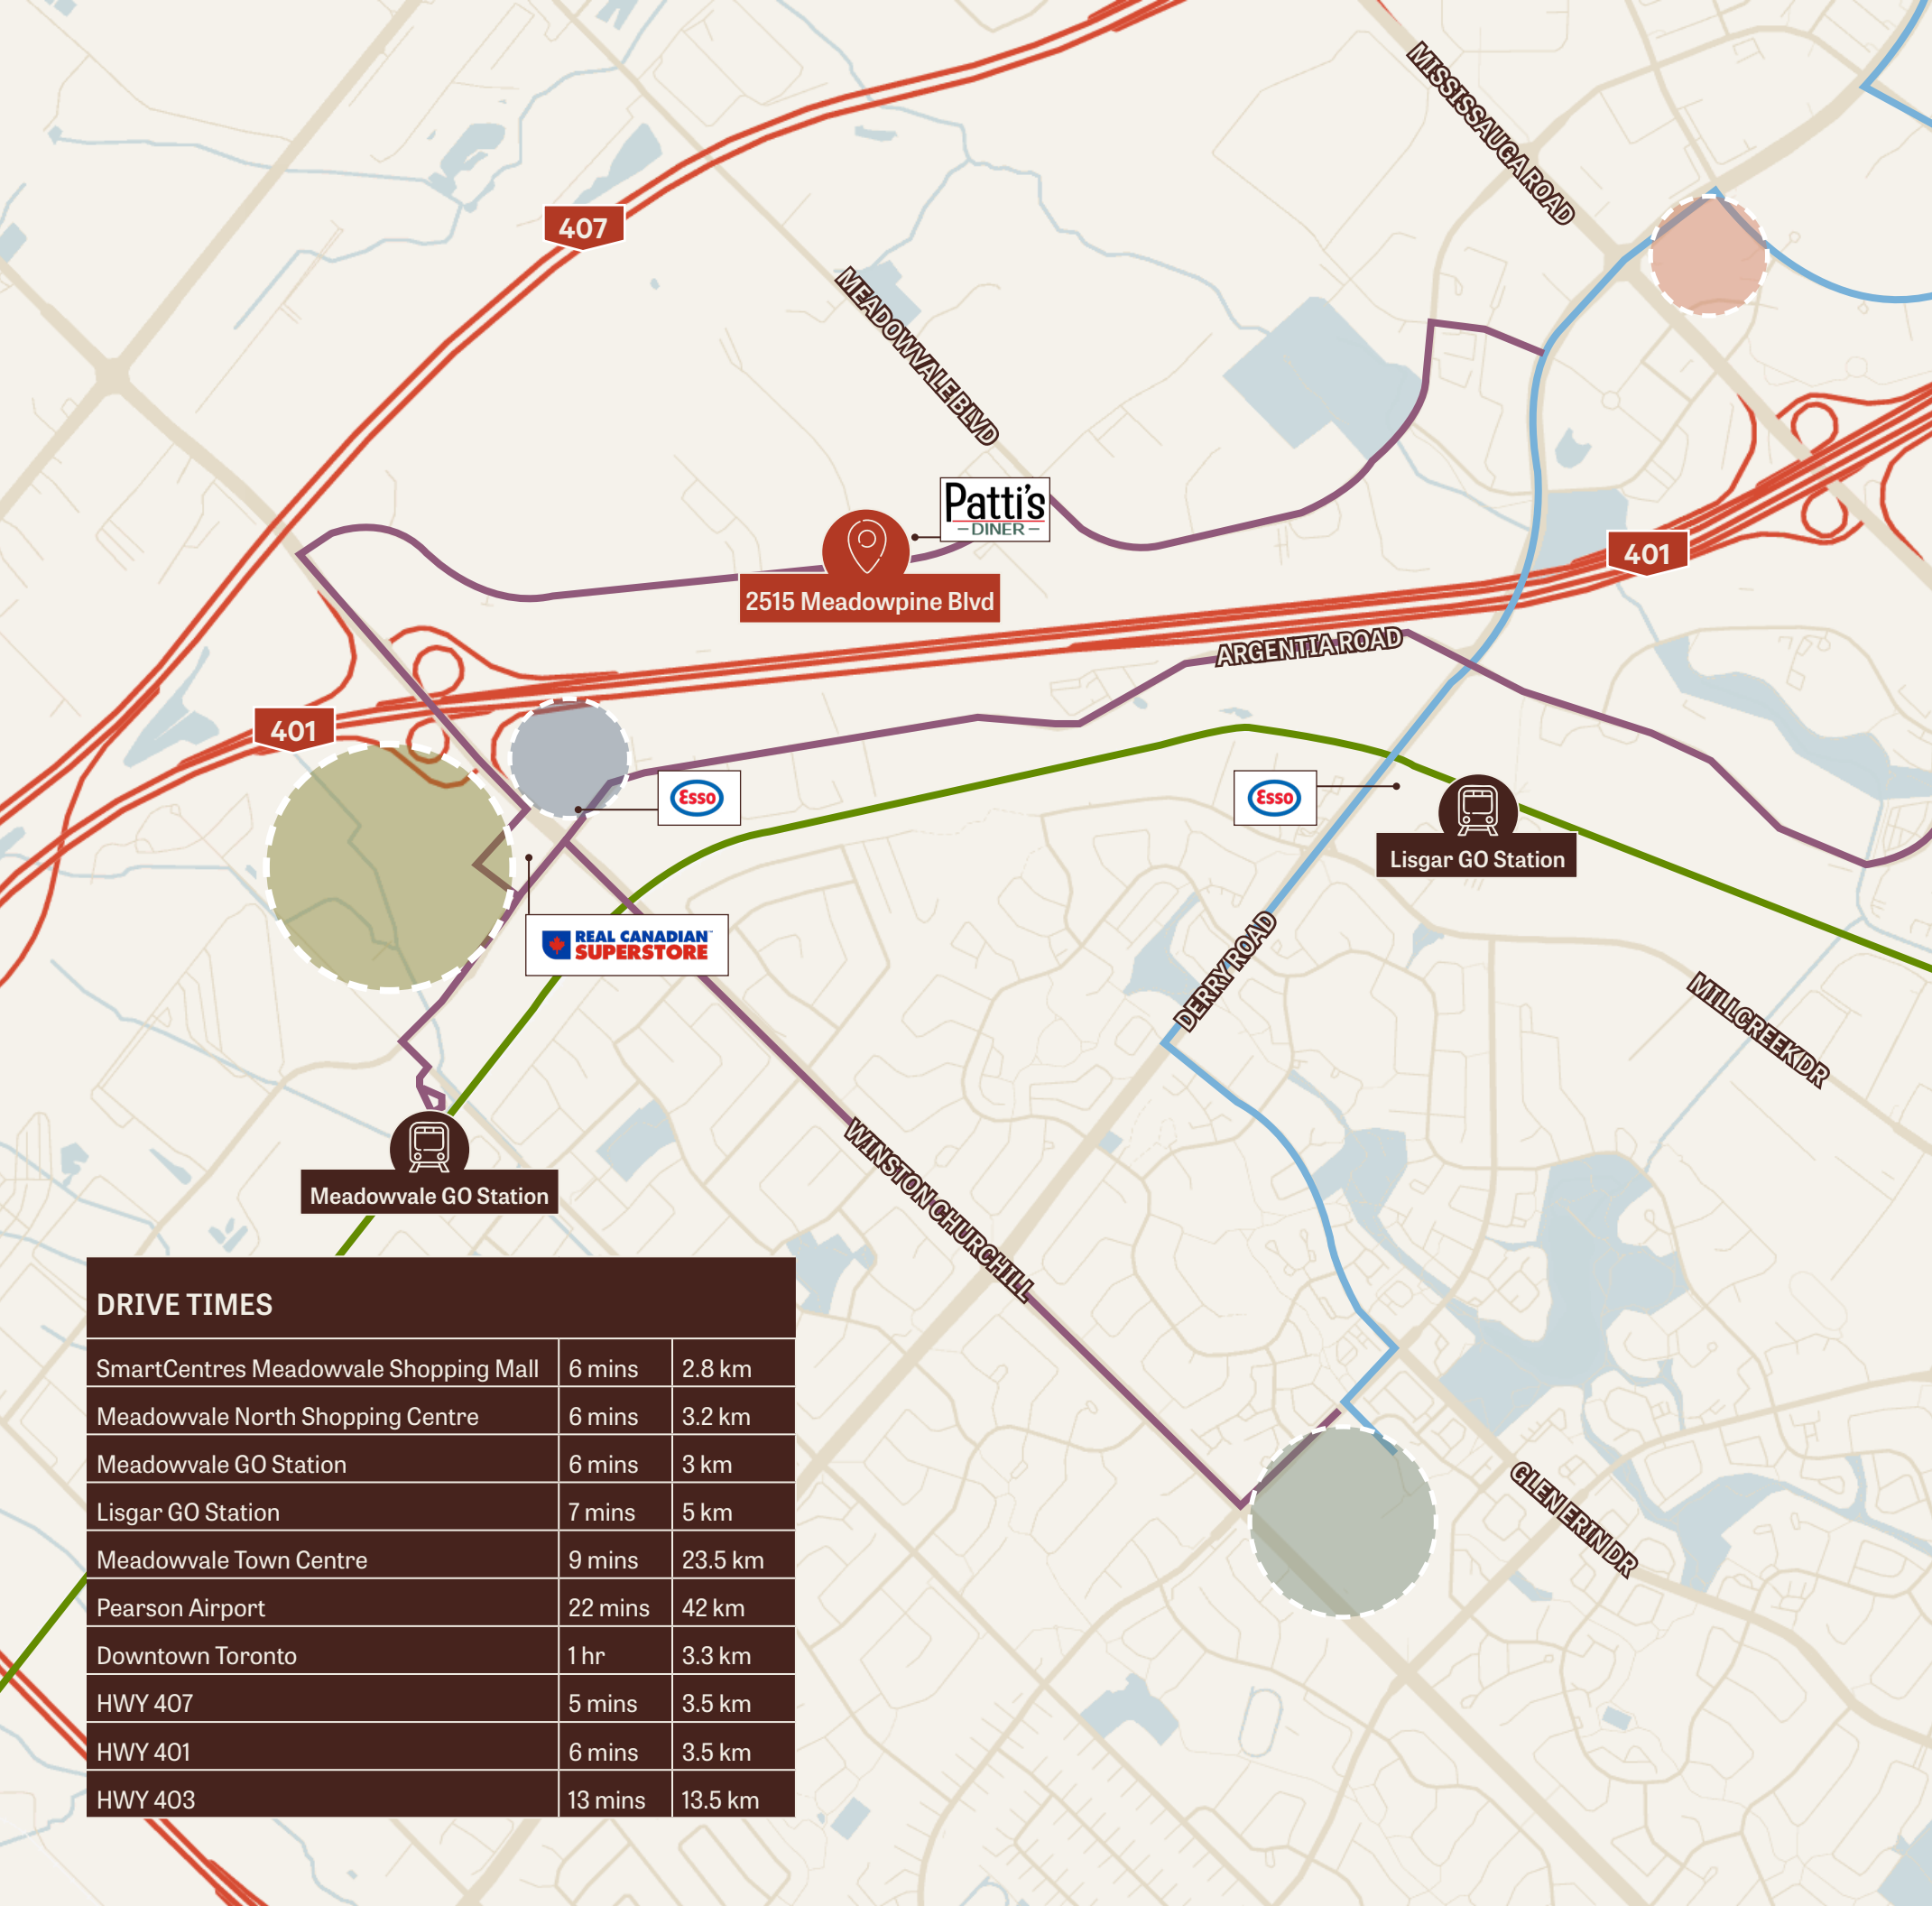 MISSISSAUGA ROAD
407
MEADOWVALE BLVD
Patti's
DINER
2515 Meadowpine Blvd
401
ARGENTIA ROAD
401
Esso
Esso
Lisgar GO Station
REAL CANADIAN™
SUPERSTORE
DERRY ROAD
MILLCREEK DR
Meadowvale GO Station
WINSTON CHURCHILL
GLEN ERIN DR
DRIVE TIMES
SmartCentres Meadowvale Shopping Mall 6 mins 2.8 km
Meadowvale North Shopping Centre 6 mins 3.2 km
Meadowvale GO Station 6 mins 3 km
Lisgar GO Station 7 mins 5 km
Meadowvale Town Centre 9 mins 23.5 km
Pearson Airport 22 mins 42 km
Downtown Toronto 1 hr 3.3 km
HWY 407 5 mins 3.5 km
HWY 401 6 mins 3.5 km
HWY 403 13 mins 13.5 km